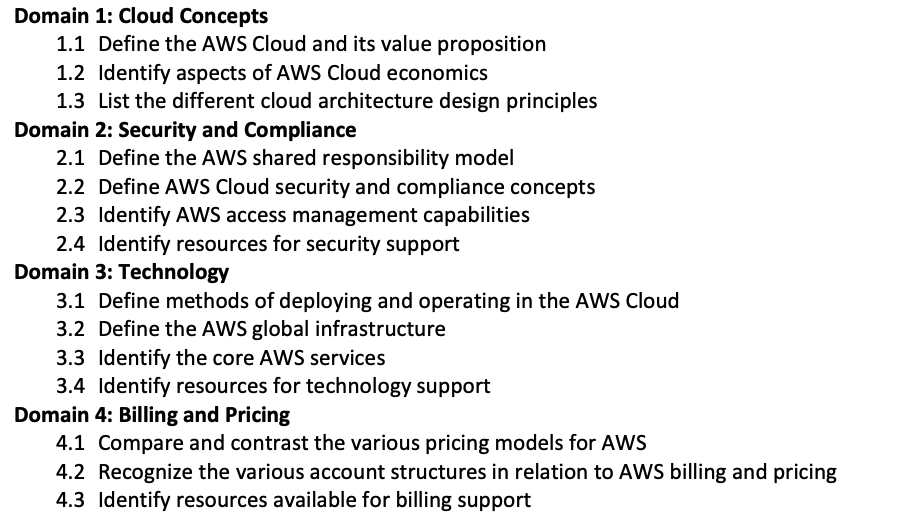 Domain 1: Cloud Concepts
1.1 Define the AWS Cloud and its value proposition
1.2 Identify aspects of AWS Cloud economics
1.3 List the different cloud architecture design principles
Domain 2: Security and Compliance
2.1 Define the AWS shared responsibility model
2.2 Define AWS Cloud security and compliance concepts
2.3 Identify AWS access management capabilities
2.4 Identify resources for security support
Domain 3: Technology
3.1 Define methods of deploying and operating in the AWS Cloud
3.2 Define the AWS global infrastructure
3.3 Identify the core AWS services
3.4 Identify resources for technology support
Domain 4: Billing and Pricing
4.1 Compare and contrast the various pricing models for AWS
4.2 Recognize the various account structures in relation to AWS billing and pricing
4.3 Identify resources available for billing support